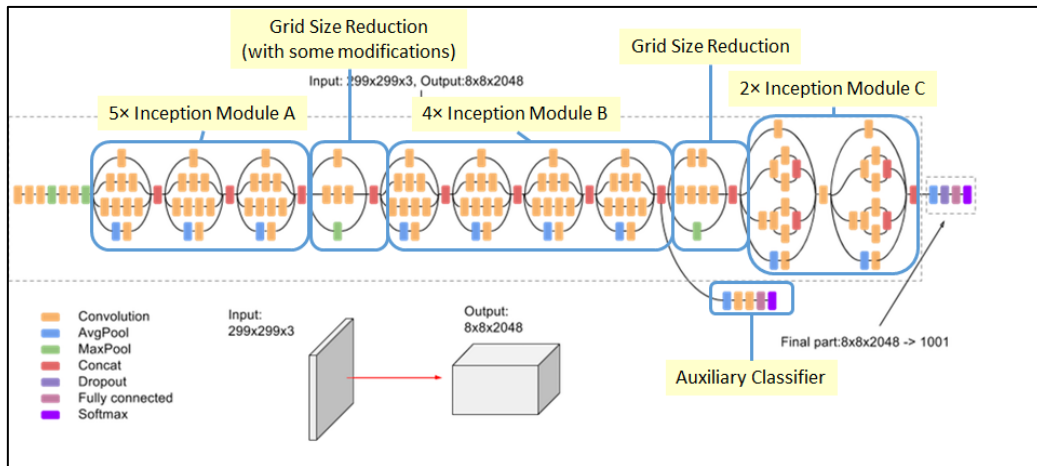 Grid Size Reduction
(with some modifications)
Grid Size Reduction
Input: 299x299x3, Output:8x8x2048
2× Inception Module C
5× Inception Module A
4× Inception Module B
Convolution
AvgPool
MaxPool
Concat
Dropout
Fully connected
Softmax
Input:
299x299x3
Output:
8x8x2048
Final part:8x8x2048 -> 1001
Auxiliary Classifier